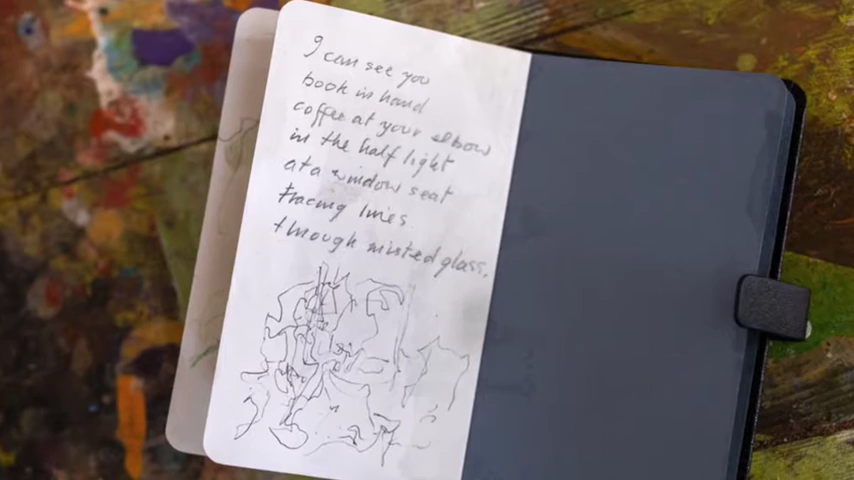 I can see you
book in hand
coffee at your elbow
in the half light
at a window seat
tracing lines
through misted glass.